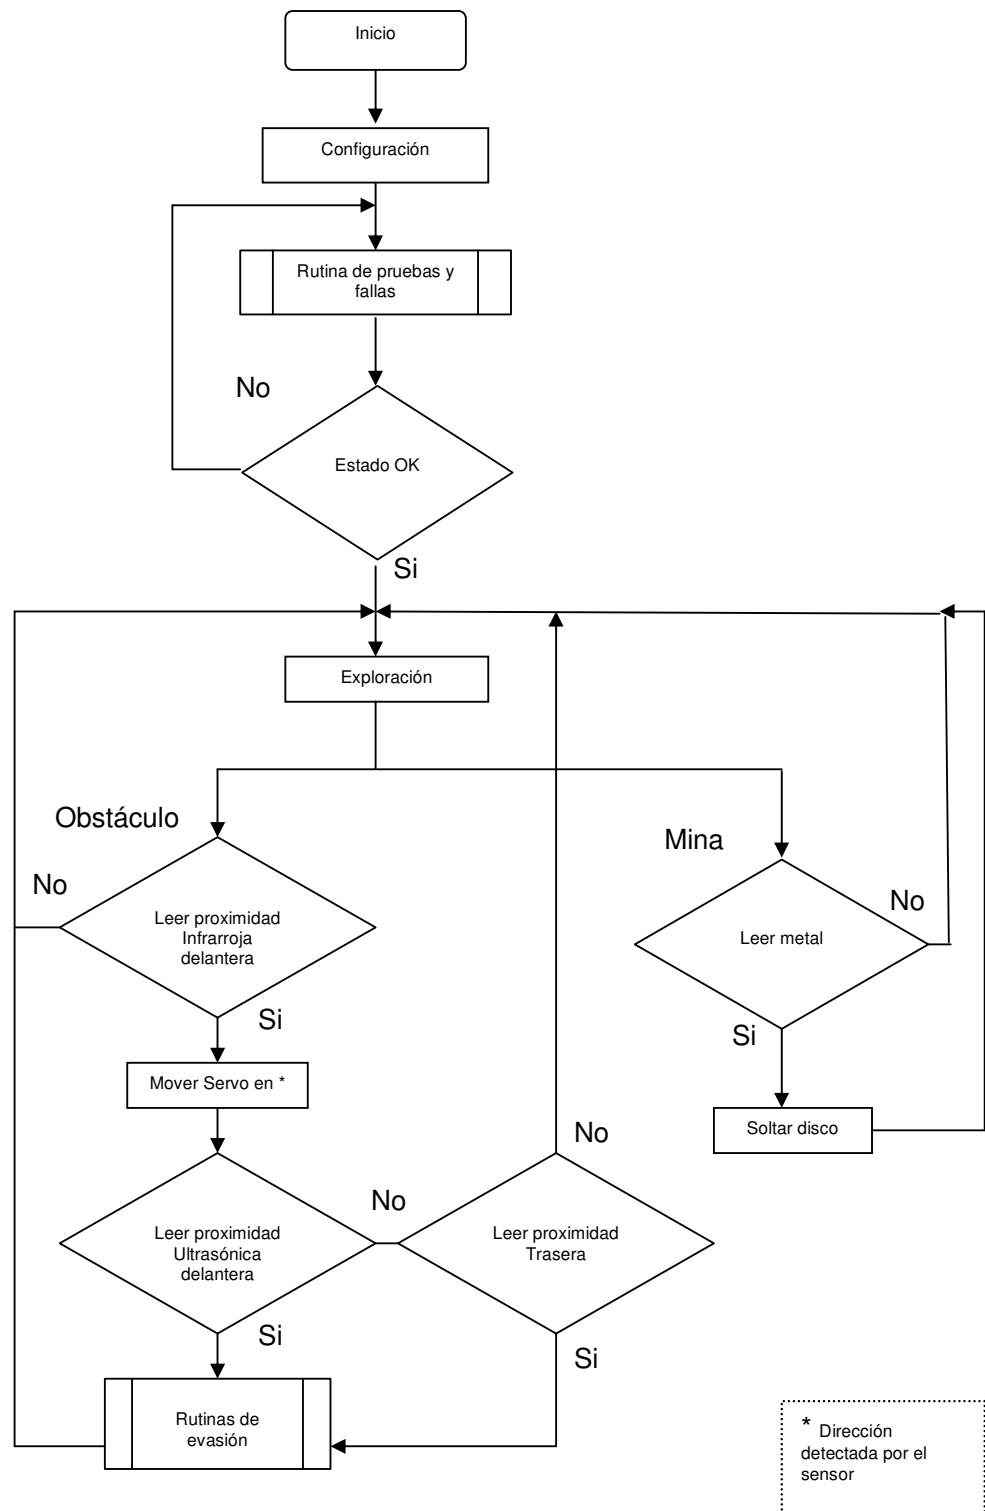 Inicio
Configuración
Rutina de pruebas y
fallas
No
Estado OK
Si
Exploración
Obstáculo
Mina
No
No
Leer proximidad
Infrarroja
delantera
Leer metal
Si
Si
Mover Servo en *
Soltar disco
No
No
Leer proximidad
Ultrasónica
delantera
Leer proximidad
Trasera
Si
Si
Rutinas de
evasión
* Dirección
detectada por el
sensor